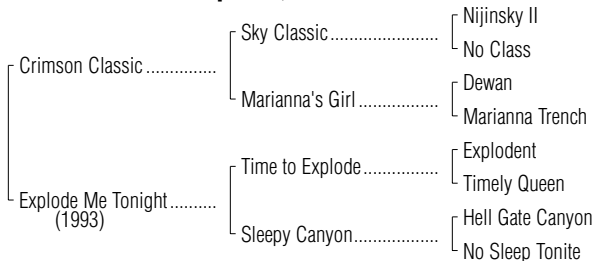 Nijinsky II
Sky Classic ....................
No Class
Crimson Classic ...............
Dewan
Marianna's Girl .................
Marianna Trench
Explodent
Time to Explode................
Timely Queen
Explode Me Tonight..........
(1993)
Hell Gate Canyon
Sleepy Canyon..................
No Sleep Tonite